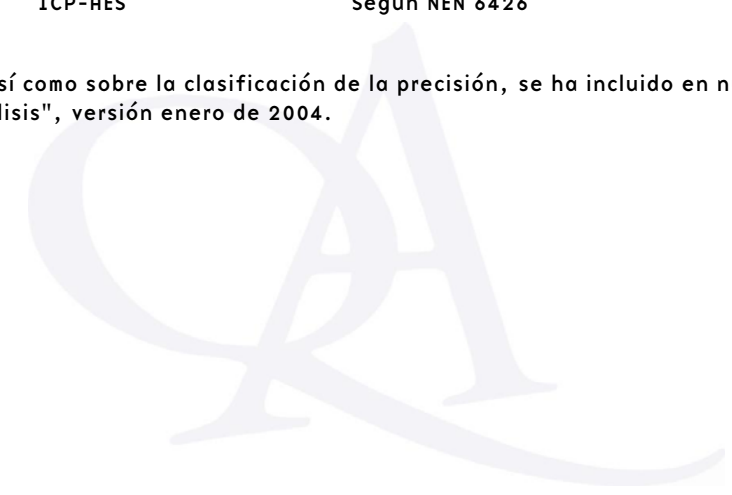 ICP-AES Según NEN 6426
sí como sobre la clasificación de la precisión, se ha incluido en n
lisis", versión enero de 2004.